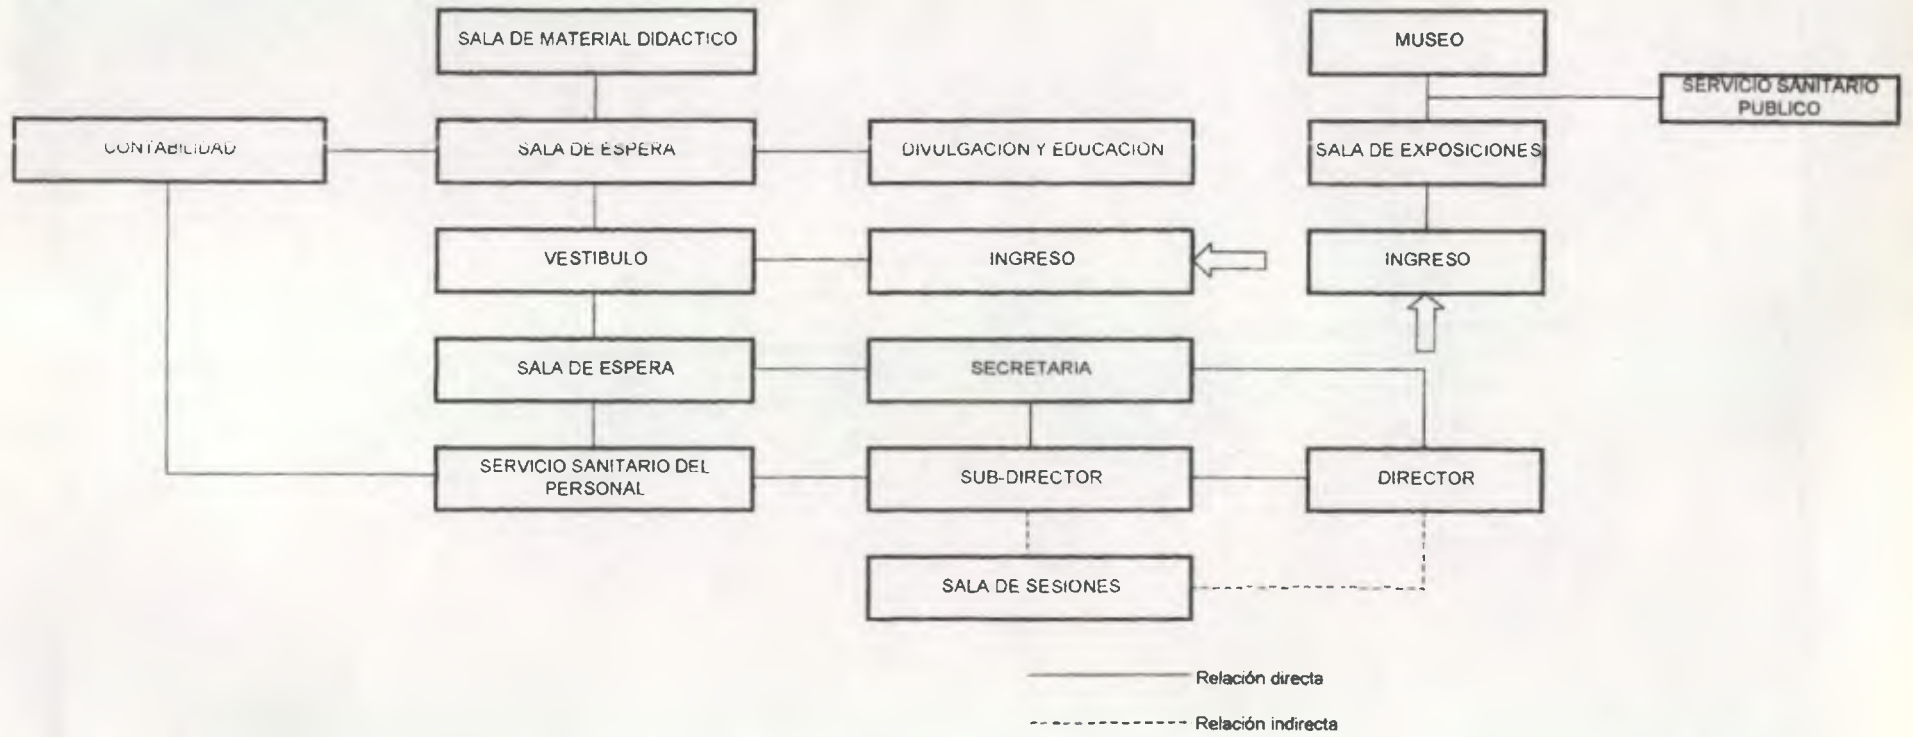 SALA DE MATERIAL DIDACTICO
MUSEO
SERVICIO SANITARIO
PUBLICO
CONTABILIDAD
SALA DE ESPERA
DIVULGACION Y EDUCACION
SALA DE EXPOSICIONES
VESTIBULO
INGRESO
INGRESO
SALA DE ESPERA
SECRETARIA
SERVICIO SANITARIO DEL
PERSONAL
SUB-DIRECTOR
DIRECTOR
SALA DE SESIONES
Relación directa
Relación indirecta